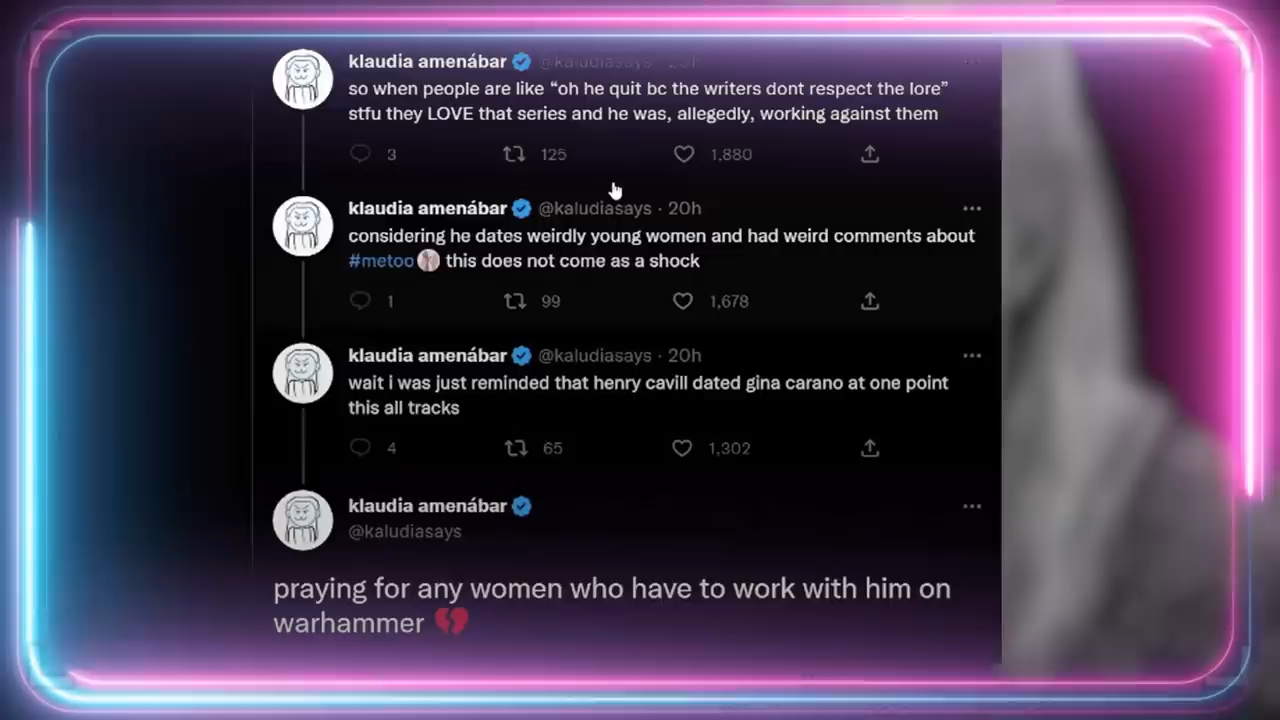 klaudia amenábar @kaludiasays · 20h
so when people are like “oh he quit bc the writers dont respect the lore”
stfu they LOVE that series and he was, allegedly, working against them
3 125 1,880
klaudia amenábar @kaludiasays · 20h
considering he dates weirdly young women and had weird comments about
#metoo this does not come as a shock
1 99 1,678
klaudia amenábar @kaludiasays · 20h
wait i was just reminded that henry cavill dated gina carano at one point
this all tracks
4 65 1,302
klaudia amenábar
@kaludiasays
praying for any women who have to work with him on
warhammer 💔